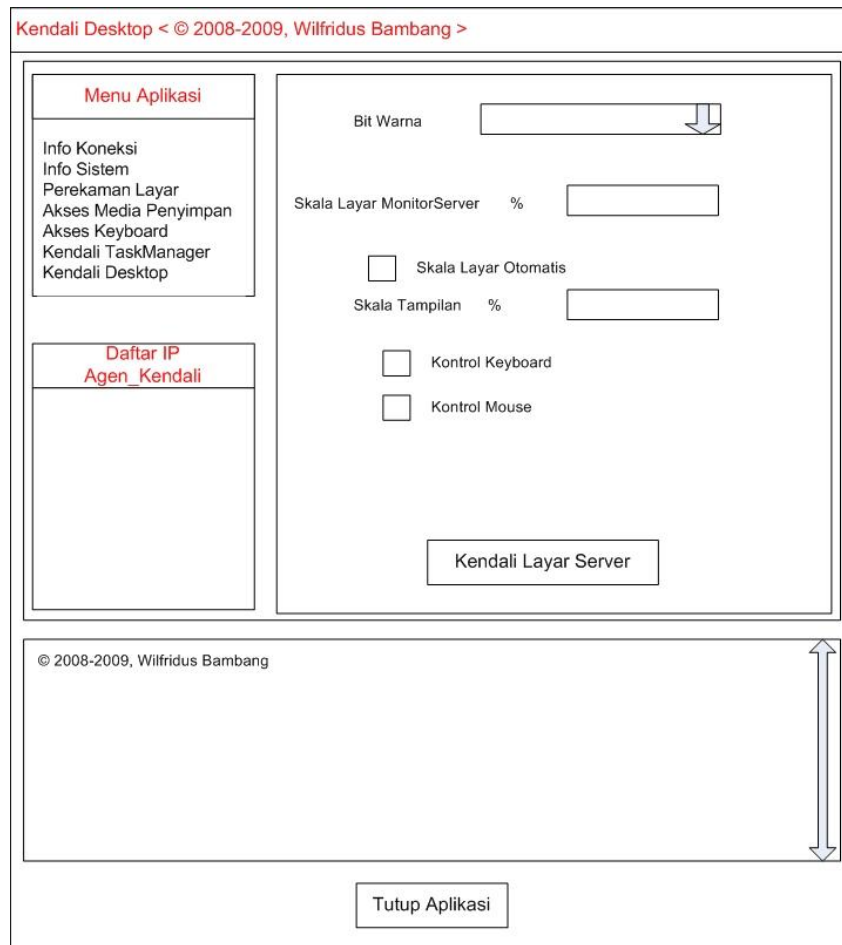 Kendali Desktop < © 2008-2009, Wilfridus Bambang >
Menu Aplikasi
Info Koneksi
Info Sistem
Perekaman Layar
Akses Media Penyimpan
Akses Keyboard
Kendali TaskManager
Kendali Desktop
Daftar IP
Agen_Kendali
Bit Warna
Skala Layar MonitorServer %
Skala Layar Otomatis
Skala Tampilan %
Kontrol Keyboard
Kontrol Mouse
Kendali Layar Server
© 2008-2009, Wilfridus Bambang
Tutup Aplikasi